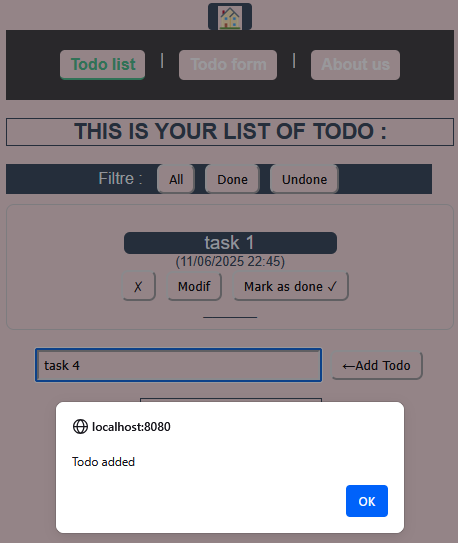 Todo list | Todo form | About us
THIS IS YOUR LIST OF TODO :
Filtre : All Done Undone
task 1
(11/06/2025 22:45)
✗ Modif Mark as done ✓
task 4 ←Add Todo
localhost:8080
Todo added
OK